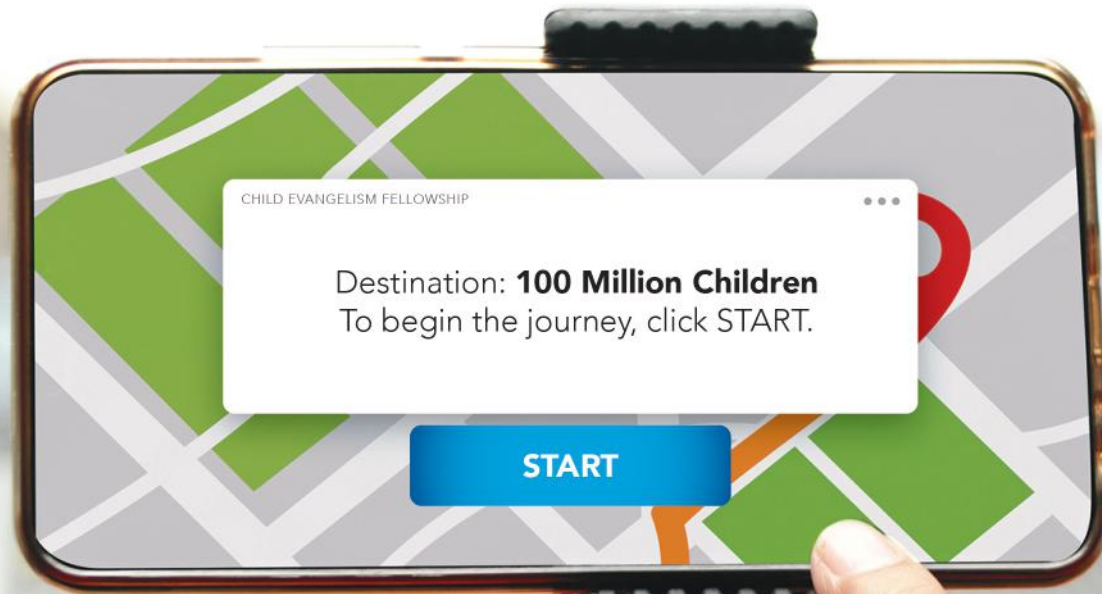 CHILD EVANGELISM FELLOWSHIP
Destination: 100 Million Children
To begin the journey, click START.
START